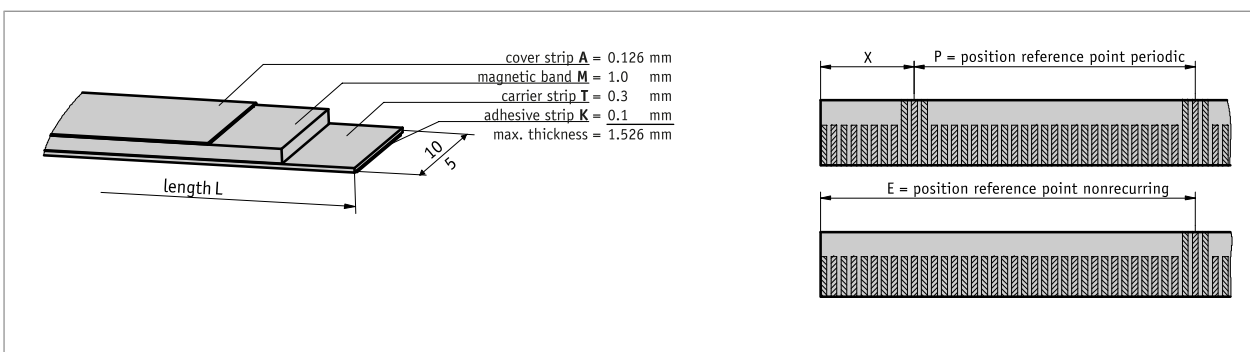 cover strip A = 0.126 mm
magnetic band M = 1.0 mm
carrier strip T = 0.3 mm
adhesive strip K = 0.1 mm
max. thickness = 1.526 mm
10
5
length L
X
P = position reference point periodic
E = position reference point nonrecurring